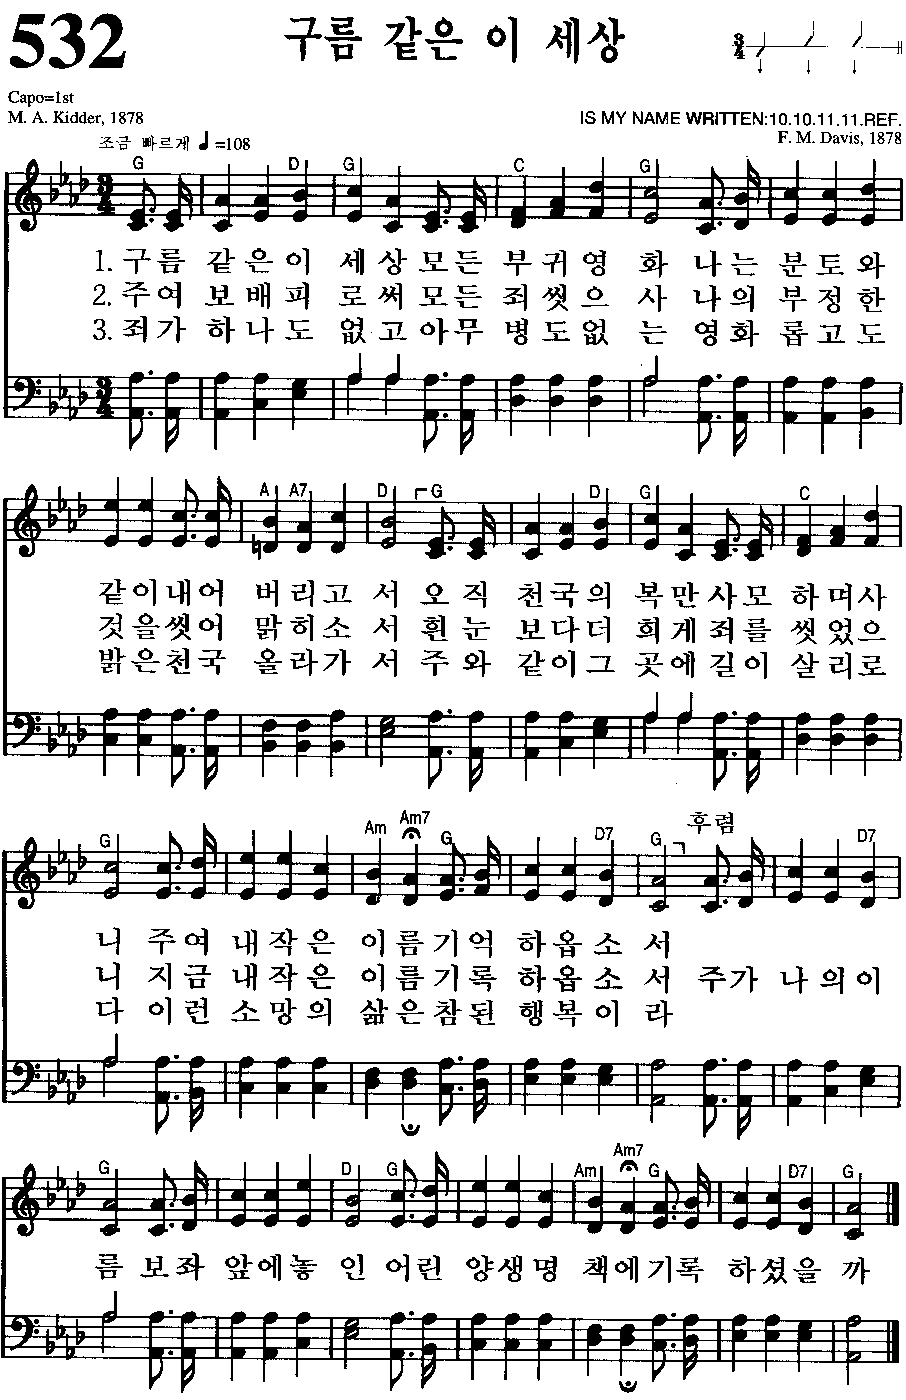 532 구름 같은 이 세상
3/4
Capo=1st
M. A. Kidder, 1878 IS MY NAME WRITTEN:10.10.11.11.REF.
F. M. Davis, 1878
조금 빠르게 ♩=108
G D G C G
1. 구름 같은이 세상모든 부귀영 화 나는 분토와
2. 주여 보배피 로써모든 죄씻으 사 나의 부정한
3. 죄가 하나도 없고아무 병도없 는 영화 롭고도
A A7 D G D G C
같이내어 버리고 서 오직 천국의 복만사모 하며사
것을씻어 맑히소 서 흰눈 보다더 희게죄를 씻었으
밝은천국 올라가 서 주와 같이그 곳에길이 살리로
G Am Am7 G D7 G 후렴 D7
니 주여 내작은 이름기억 하옵소 서
니 지금 내작은 이름기록 하옵소 서 주가 나의이
다 이런 소망의 삶은참된 행복이 라
G D G Am Am7 G D7 G
름 보좌 앞에놓 인 어린 양생명 책에기록 하셨을 까